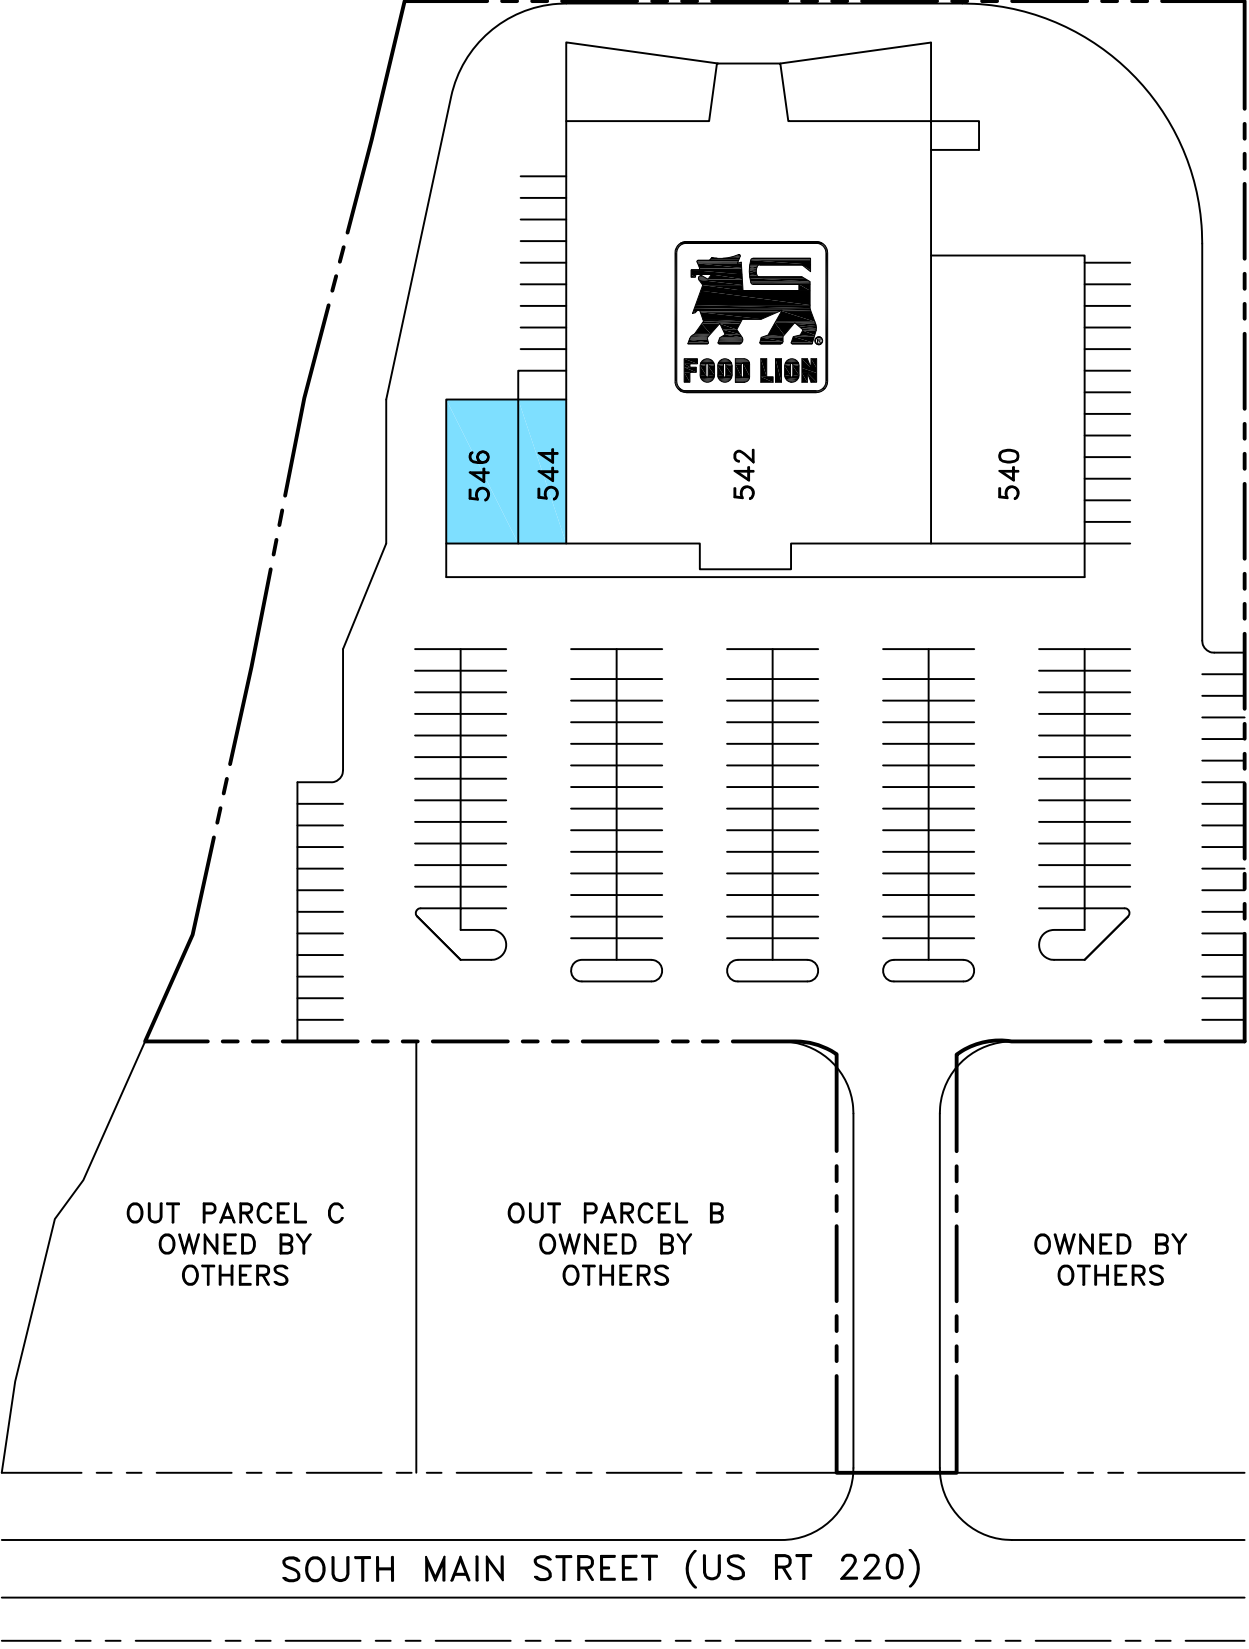 ®
FOOD LION
546
544
542
540
OUT PARCEL C
OWNED BY
OTHERS
OUT PARCEL B
OWNED BY
OTHERS
OWNED BY
OTHERS
SOUTH MAIN STREET (US RT 220)